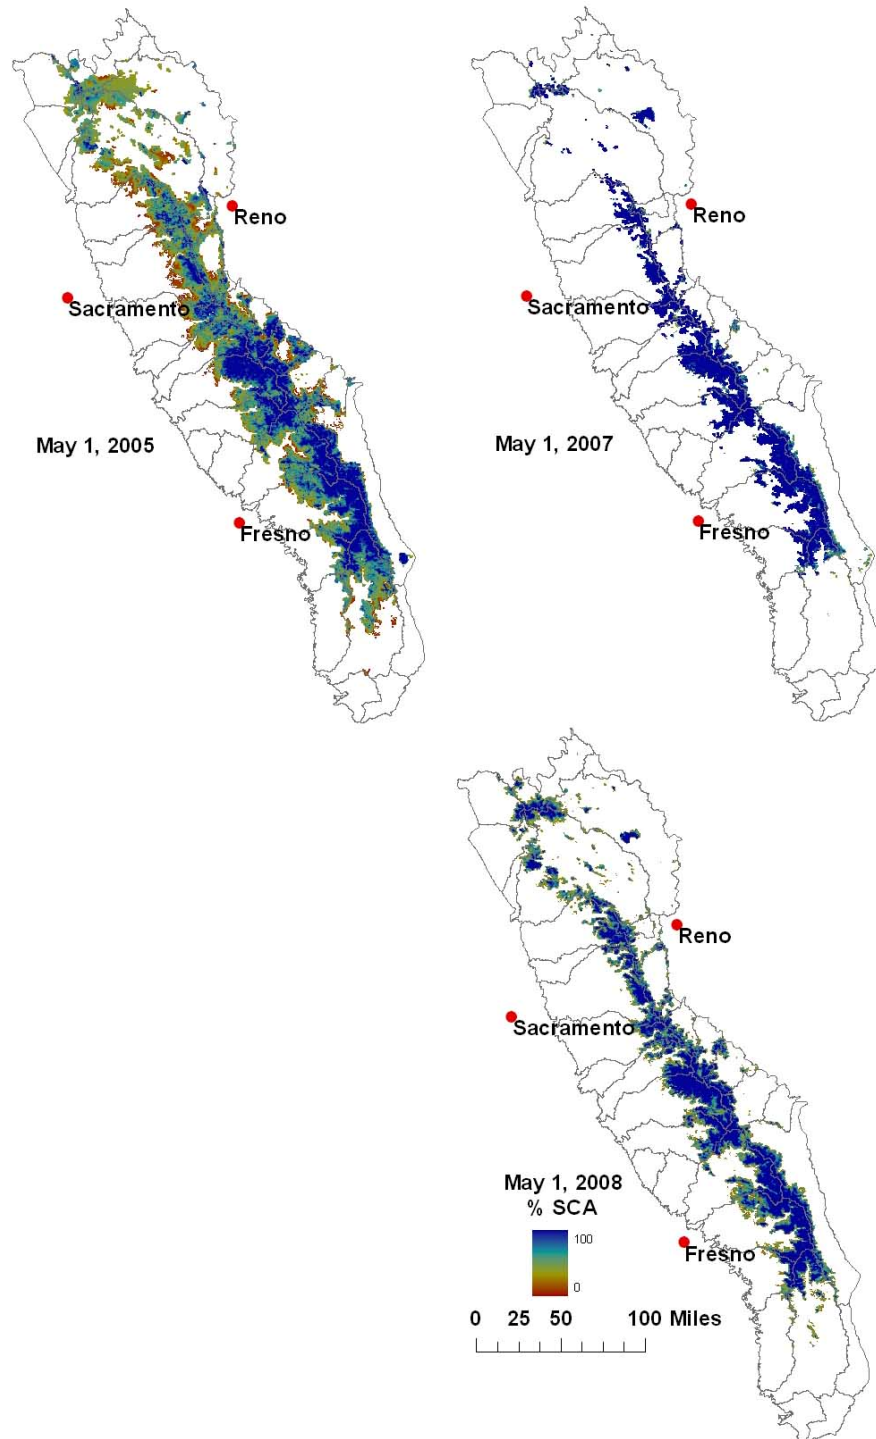 Reno
Sacramento
May 1, 2005
Fresno
Reno
Sacramento
May 1, 2007
Fresno
Reno
Sacramento
May 1, 2008
% SCA
100
0
Fresno
0 25 50 100 Miles